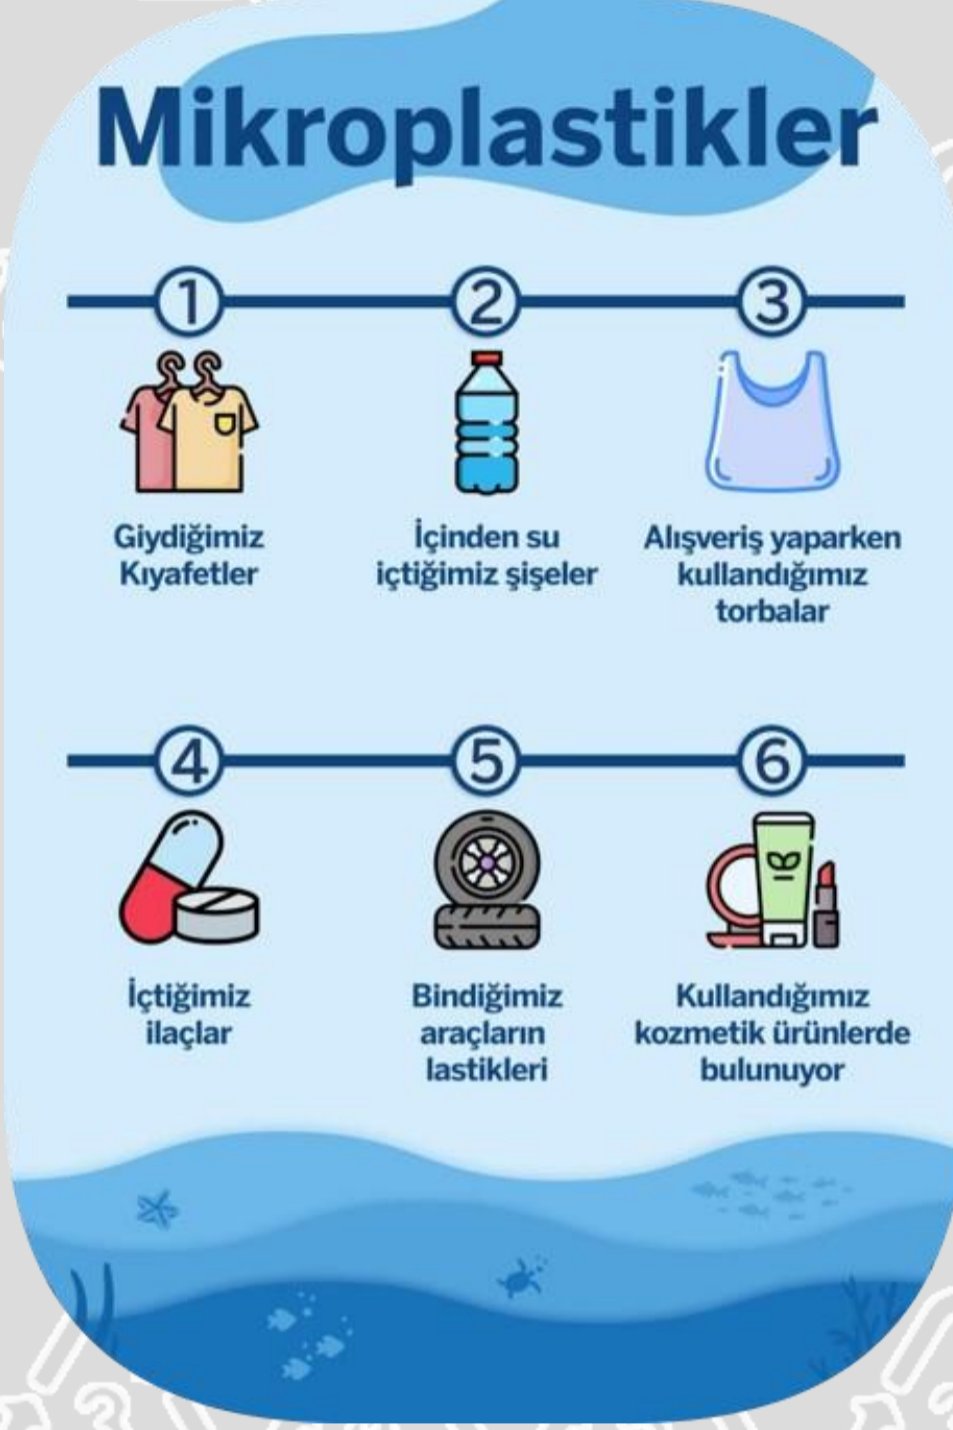 Mikroplastikler
1
2
3
Giydiğimiz
Kıyafetler
İçinden su
içtiğimiz şişeler
Alışveriş yaparken
kullandığımız
torbalar
4
5
6
İçtiğimiz
ilaçlar
Bindiğimiz
araçların
lastikleri
Kullandığımız
kozmetik ürünlerde
bulunuyor